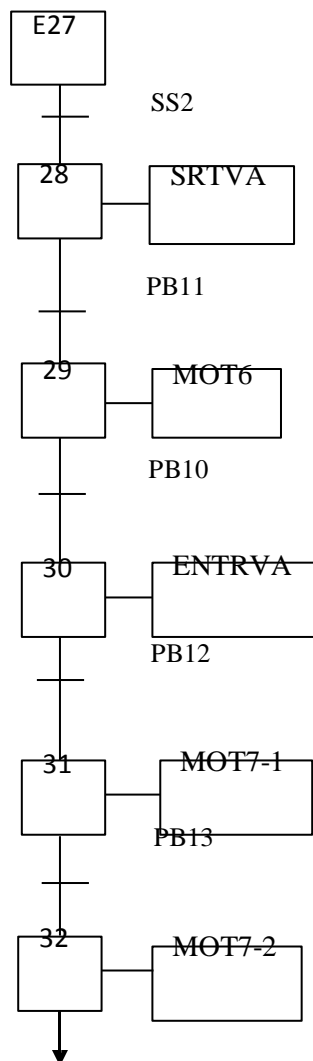 E27
SS2
28 SRTVA
PB11
29 MOT6
PB10
30 ENTRVA
PB12
31 MOT7-1
PB13
32 MOT7-2